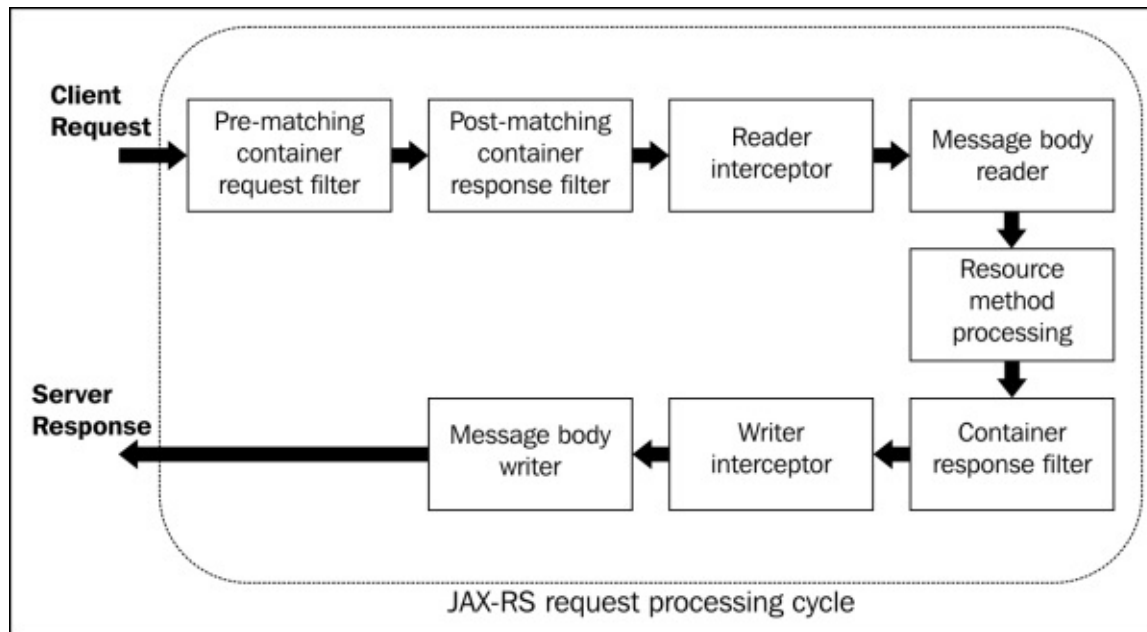 Client
Request
Pre-matching
container
request filter
Post-matching
container
response filter
Reader
interceptor
Message body
reader
Resource
method
processing
Server
Response
Message body
writer
Writer
interceptor
Container
response filter
JAX-RS request processing cycle